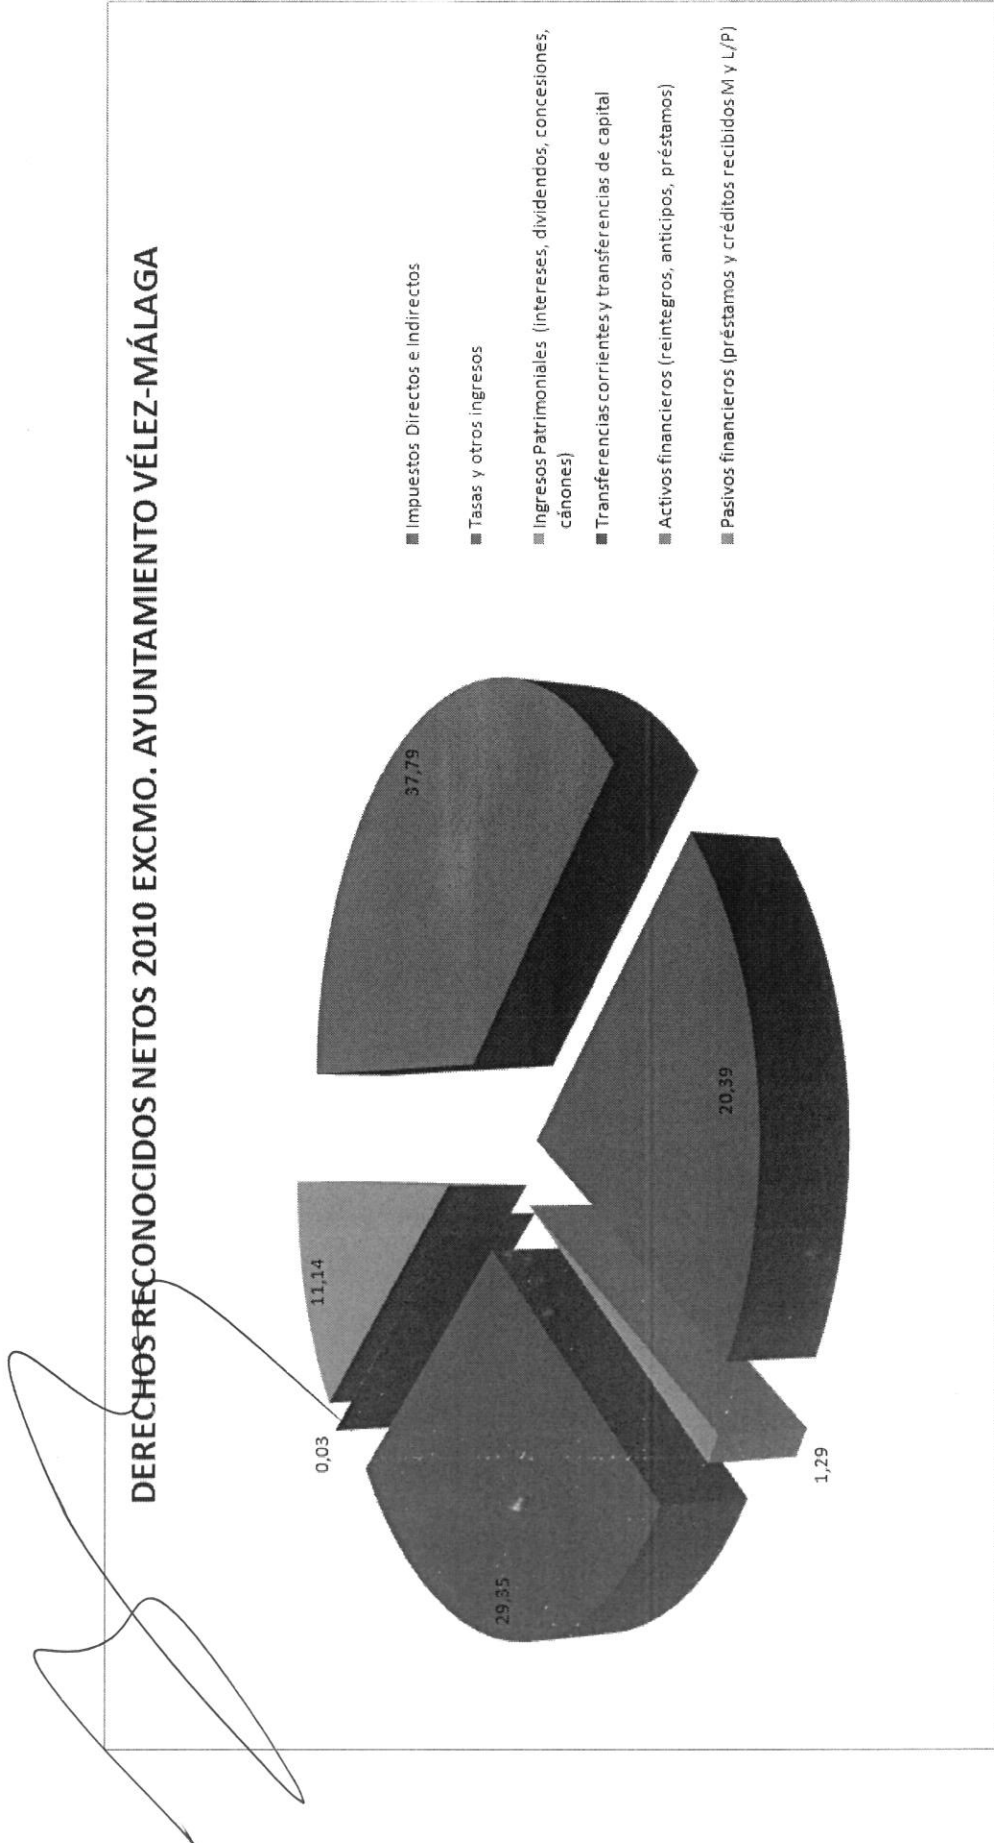 DERECHOS RECONOCIDOS NETOS 2010 EXCMO. AYUNTAMIENTO VÉLEZ-MÁLAGA
11,14
0,03
37,79
29,35
20,39
1,29
Impuestos Directos e Indirectos
Tasas y otros ingresos
Ingresos Patrimoniales (intereses, dividendos, concesiones,
cánones)
Transferencias corrientes y transferencias de capital
Activos financieros (reintegros, anticipos, préstamos)
Pasivos financieros (préstamos y créditos recibidos M y L/P)